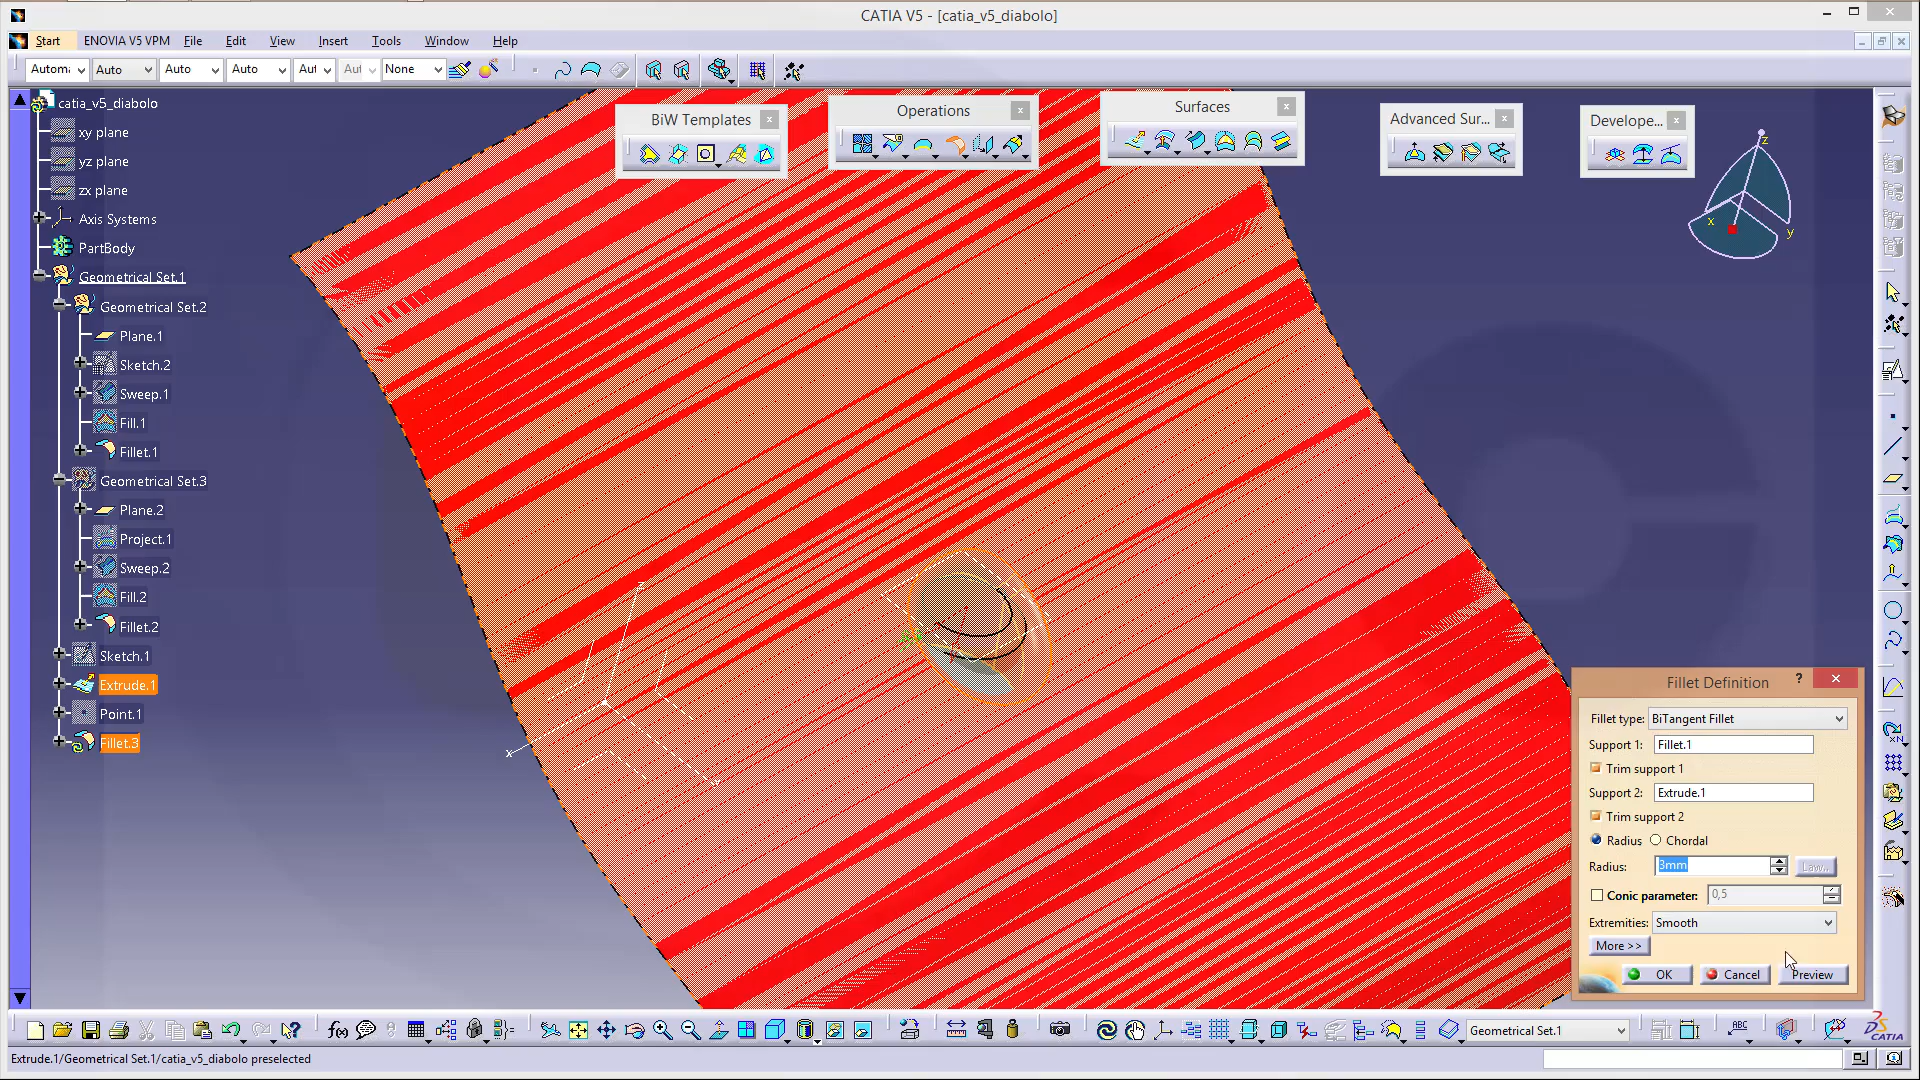 CATIA V5 - [catia_v5_diabolo]
Start ENOVIA V5 VPM File Edit View Insert Tools Window Help
Automa Auto Auto Auto Aut Aut None
catia_v5_diabolo
xy plane
yz plane
zx plane
Axis Systems
PartBody
Geometrical Set.1
Geometrical Set.2
Plane.1
Sketch.2
Sweep.1
Fill.1
Fillet.1
Geometrical Set.3
Plane.2
Project.1
Sweep.2
Fill.2
Fillet.2
Sketch.1
Extrude.1
Point.1
Fillet.3
BiW Templates
Operations
Surfaces
Advanced Sur...
Develope...
z
x
y
z
x
Fillet Definition
Fillet type: BiTangent Fillet
Support 1: Fillet.1
Trim support 1
Support 2: Extrude.1
Trim support 2
Radius Chordal
Radius: 3mm Law...
Conic parameter: 0,5
Extremities: Smooth
More >>
OK Cancel Preview
f(x)
Geometrical Set.1
ABC
CATIA
Extrude.1/Geometrical Set.1/catia_v5_diabolo preselected